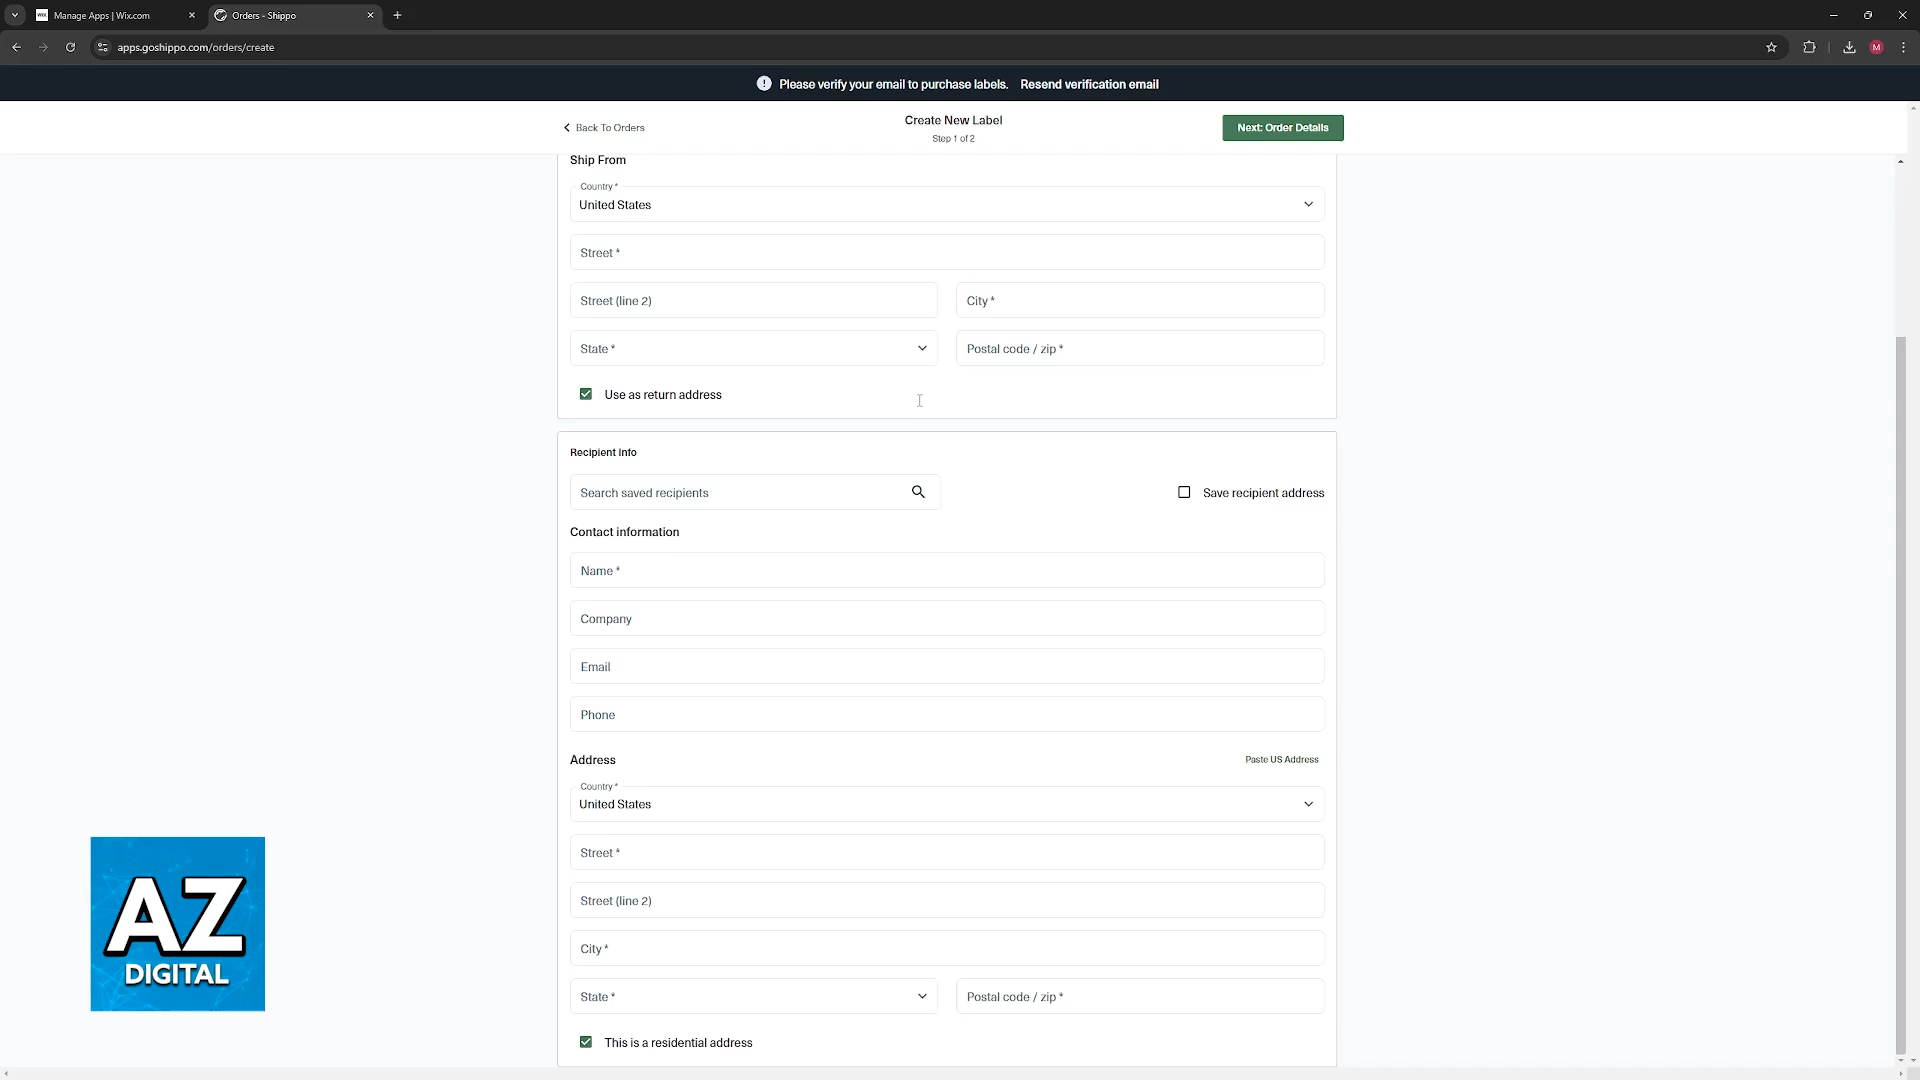 Manage Apps | Wix.com
Orders - Shippo
apps.goshippo.com/orders/create
M
Please verify your email to purchase labels. Resend verification email
Back To Orders
Create New Label
Step 1 of 2
Next: Order Details
Ship From
Country *
United States
Street *
Street (line 2)
City *
State *
Postal code / zip *
Use as return address
Recipient info
Search saved recipients
Save recipient address
Contact information
Name *
Company
Email
Phone
Address
Paste US Address
Country *
United States
Street *
Street (line 2)
City *
State *
Postal code / zip *
This is a residential address
AZ
DIGITAL